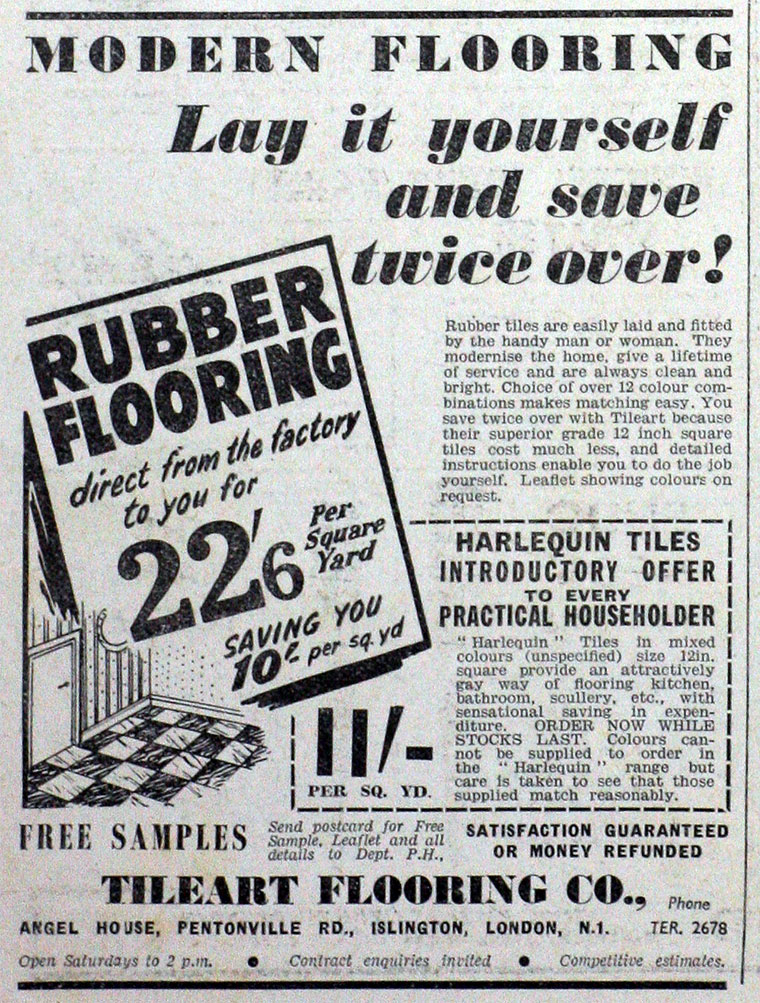 MODERN FLOORING
Lay it yourself
and save
twice over!
RUBBER
FLOORING
direct from the factory
to you for
22/6
Per
Square
Yard
SAVING YOU
10/- per sq. yd
Rubber tiles are easily laid and fitted
by the handy man or woman. They
modernise the home, give a lifetime
of service and are always clean and
bright. Choice of over 12 colour com-
binations makes matching easy. You
save twice over with Tileart because
their superior grade 12 inch square
tiles cost much less, and detailed
instructions enable you to do the job
yourself. Leaflet showing colours on
request.
HARLEQUIN TILES
INTRODUCTORY OFFER
TO EVERY
PRACTICAL HOUSEHOLDER
"Harlequin" Tiles in mixed
colours (unspecified) size 12in.
square provide an attractively
gay way of flooring kitchen,
bathroom, scullery, etc., with
sensational saving in expen-
diture. ORDER NOW WHILE
STOCKS LAST. Colours can-
not be supplied to order in
the "Harlequin" range but
care is taken to see that those
supplied match reasonably.
11/-
PER SQ. YD.
FREE SAMPLES
Send postcard for Free
Sample, Leaflet and all
details to Dept. P.H.,
SATISFACTION GUARANTEED
OR MONEY REFUNDED
TILEART FLOORING CO.,
Phone
ANGEL HOUSE, PENTONVILLE RD., ISLINGTON, LONDON, N.1. TER. 2678
Open Saturdays to 2 p.m. ● Contract enquiries invited ● Competitive estimates.